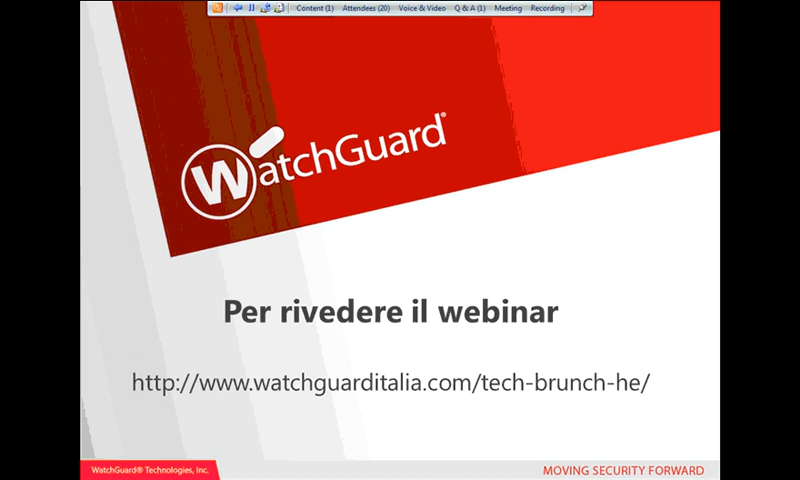 Content (1) Attendees (20) Voice & Video Q & A (1) Meeting Recording
WatchGuard®
Per rivedere il webinar
http://www.watchguarditalia.com/tech-brunch-he/
WatchGuard® Technologies, Inc.
MOVING SECURITY FORWARD